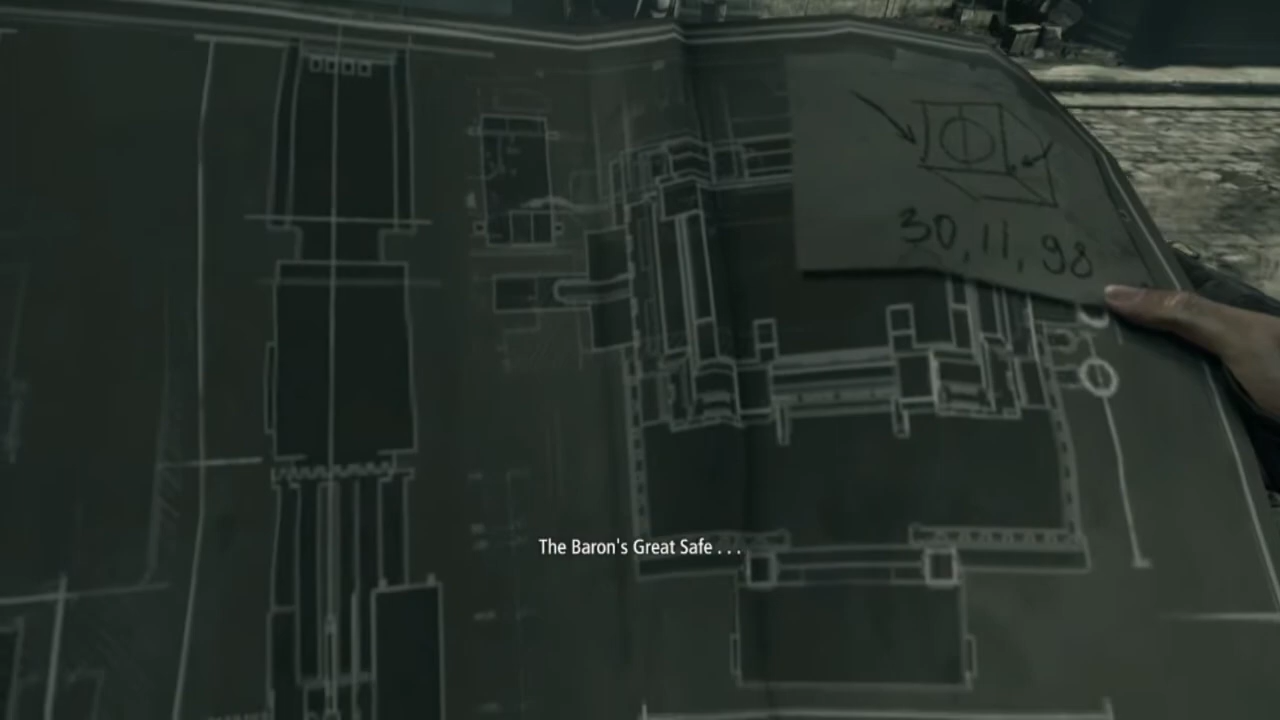 30, 11, 98
The Baron's Great Safe . . .